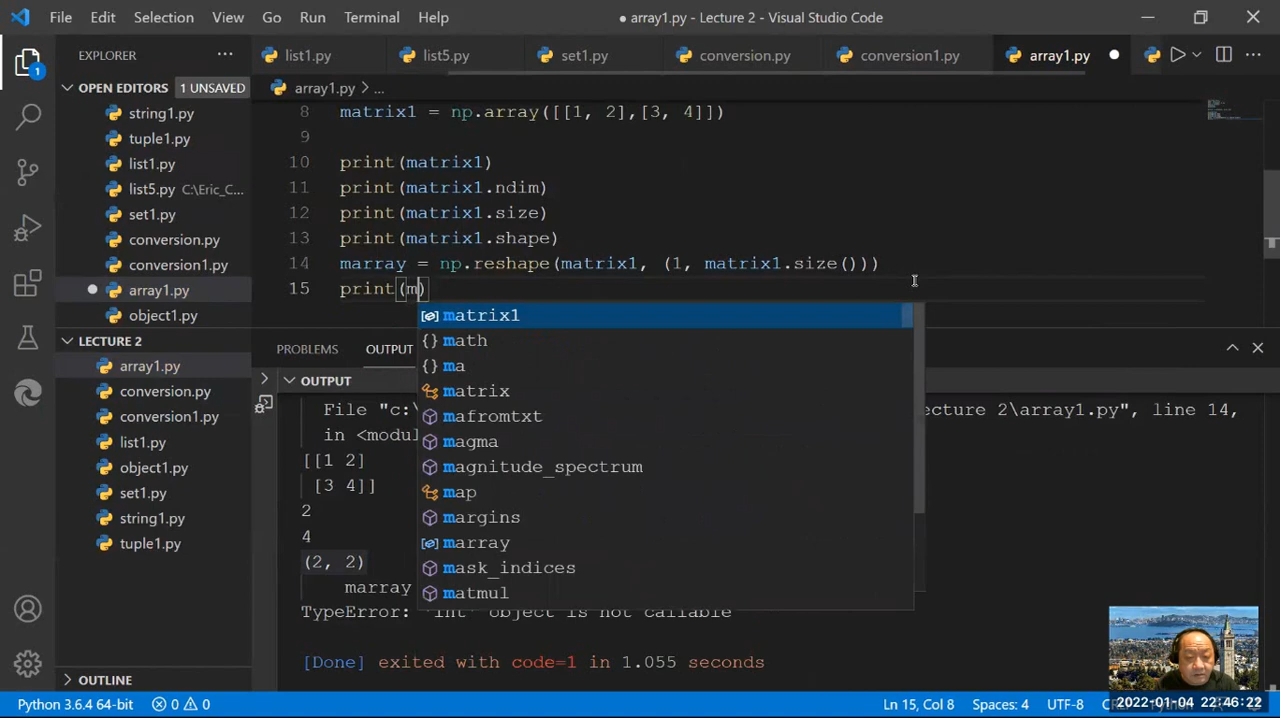 File Edit Selection View Go Run Terminal Help
● array1.py - Lecture 2 - Visual Studio Code
EXPLORER
list1.py list5.py set1.py conversion.py conversion1.py array1.py
OPEN EDITORS 1 UNSAVED
array1.py > ...
string1.py
tuple1.py
list1.py
list5.py C:\Eric_C...
set1.py
conversion.py
conversion1.py
array1.py
object1.py
LECTURE 2
array1.py
conversion.py
conversion1.py
list1.py
object1.py
set1.py
string1.py
tuple1.py
OUTLINE
8 matrix1 = np.array([[1, 2],[3, 4]])
9
10 print(matrix1)
11 print(matrix1.ndim)
12 print(matrix1.size)
13 print(matrix1.shape)
14 marray = np.reshape(matrix1, (1, matrix1.size()))
15 print(m)
matrix1
math
ma
matrix
mafromtxt
magma
magnitude_spectrum
map
margins
marray
mask_indices
matmul
PROBLEMS OUTPUT
OUTPUT
File "c:\ ecture 2\array1.py", line 14,
in <modul
[[1 2]
[3 4]]
2
4
(2, 2)
marray
TypeError: 'int' object is not callable
[Done] exited with code=1 in 1.055 seconds
1
Python 3.6.4 64-bit 0 0 Ln 15, Col 8 Spaces: 4 UTF-8
2022-01-04 22:46:22